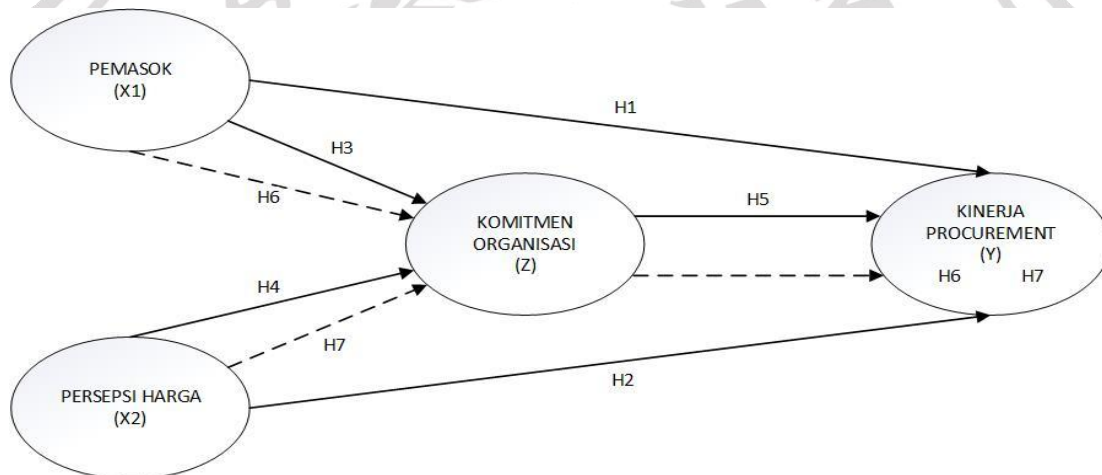 PEMASOK
(X1)
H1
H3
H6
KOMITMEN
ORGANISASI
(Z)
H5
KINERJA
PROCUREMENT
(Y)
H6 H7
H4
H7
PERSEPSI HARGA
(X2)
H2